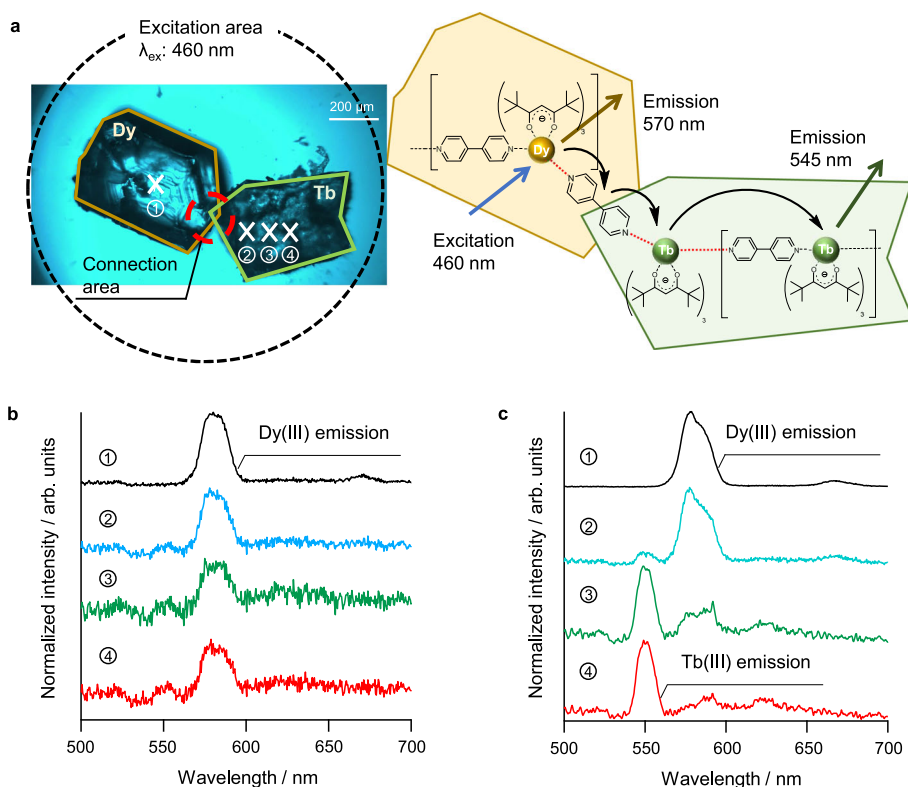 a
Excitation area
λex: 460 nm
200 µm
Dy
Tb
①
② ③ ④
Connection
area
Excitation
460 nm
Emission
570 nm
Emission
545 nm
N
N
Dy
O
O
⊖
3
N
N
Tb
O
O
⊖
3
N
N
Tb
O
O
⊖
3
b
Normalized intensity / arb. units
①
Dy(III) emission
②
③
④
500 550 600 650 700
Wavelength / nm
c
Normalized intensity / arb. units
①
Dy(III) emission
②
③
④
Tb(III) emission
500 550 600 650 700
Wavelength / nm